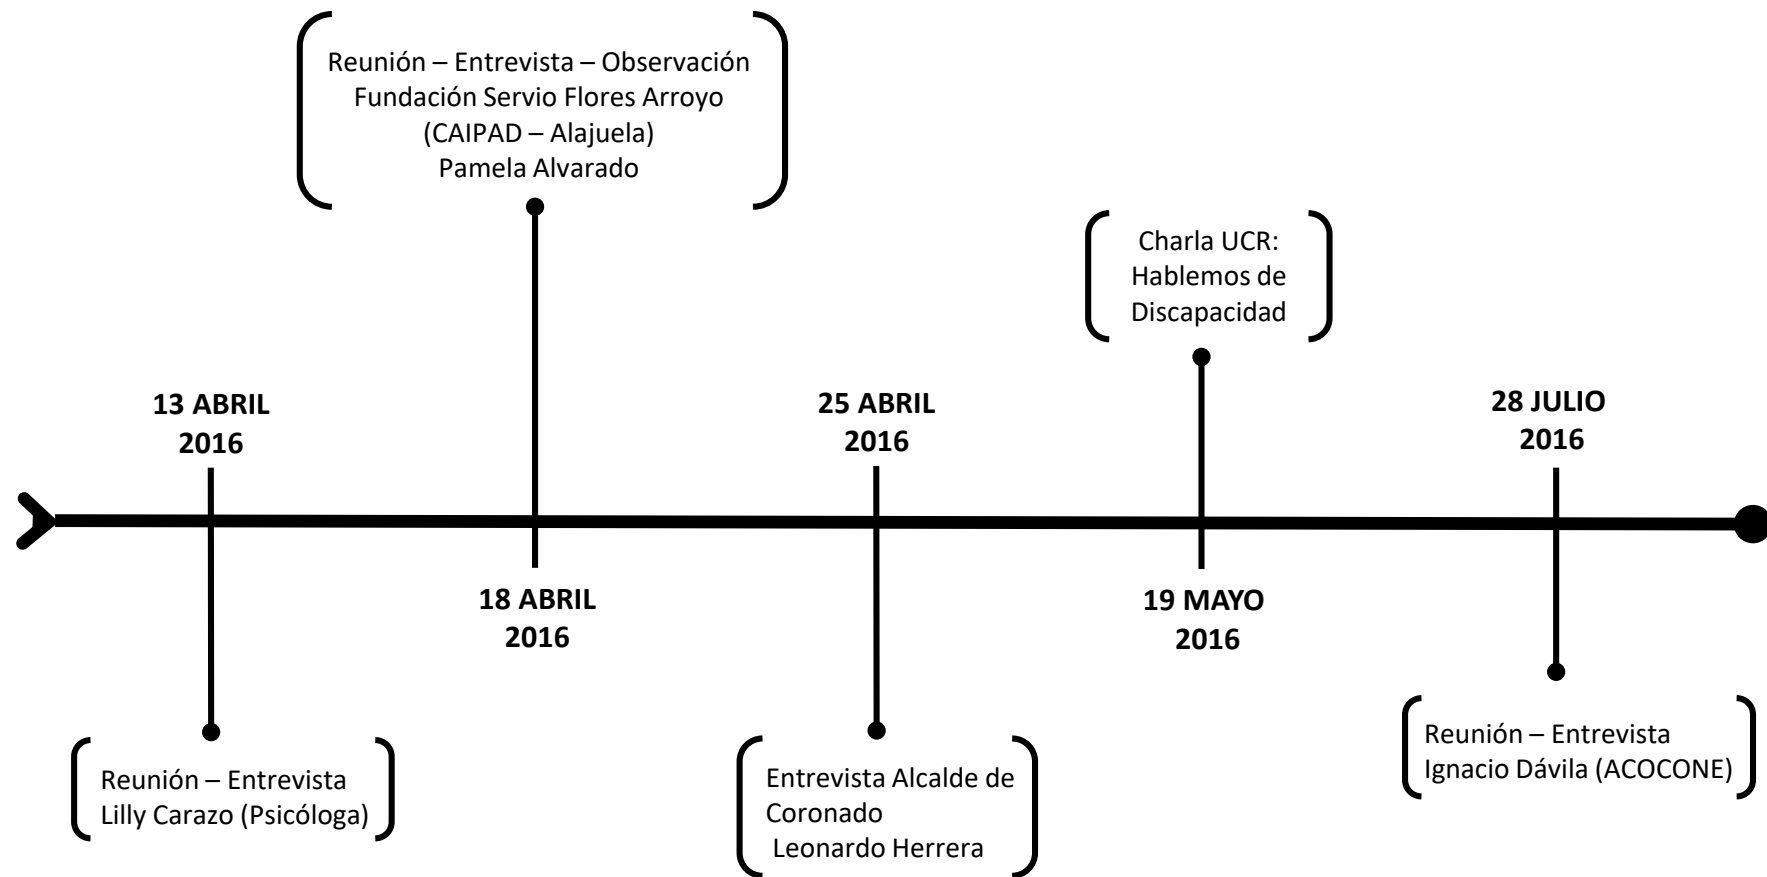 Reunión – Entrevista – Observación
Fundación Servio Flores Arroyo
(CAIPAD – Alajuela)
Pamela Alvarado
Charla UCR:
Hablemos de
Discapacidad
13 ABRIL
2016
25 ABRIL
2016
28 JULIO
2016
18 ABRIL
2016
19 MAYO
2016
Reunión – Entrevista
Lilly Carazo (Psicóloga)
Entrevista Alcalde de
Coronado
Leonardo Herrera
Reunión – Entrevista
Ignacio Dávila (ACOCONE)